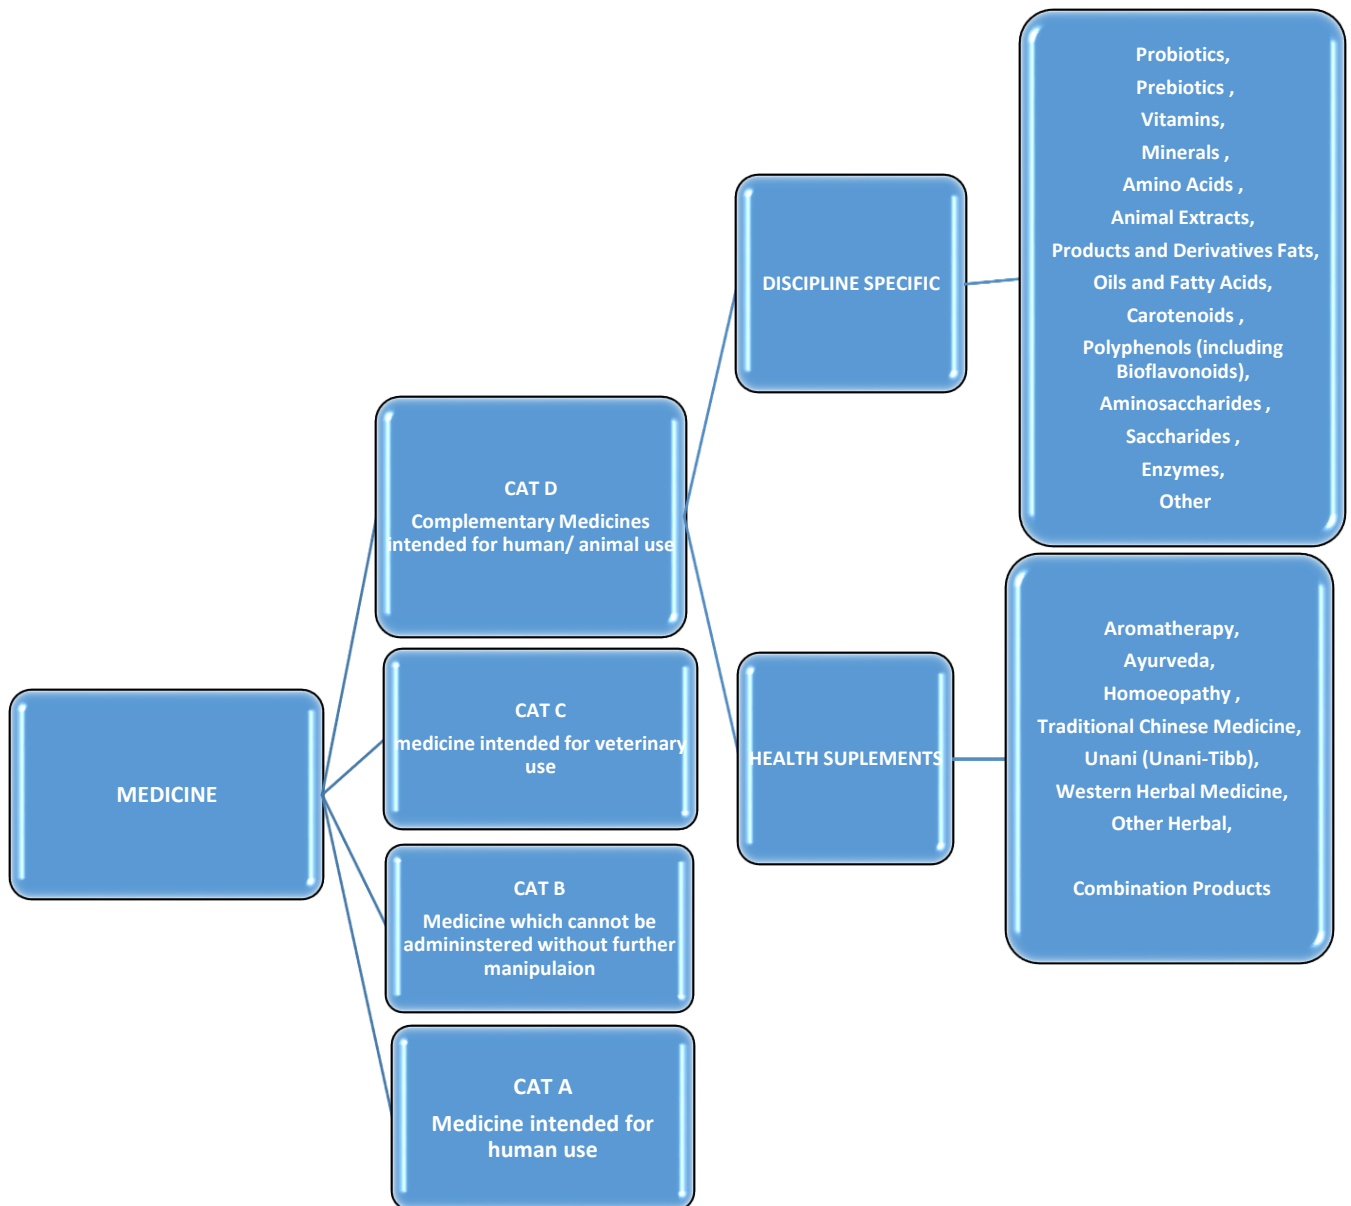 MEDICINE
CAT D
Complementary Medicines
intended for human/ animal use
CAT C
medicine intended for veterinary
use
CAT B
Medicine which cannot be
admininstered without further
manipulaion
CAT A
Medicine intended for
human use
DISCIPLINE SPECIFIC
HEALTH SUPLEMENTS
Probiotics,
Prebiotics ,
Vitamins,
Minerals ,
Amino Acids ,
Animal Extracts,
Products and Derivatives Fats,
Oils and Fatty Acids,
Carotenoids ,
Polyphenols (including
Bioflavonoids),
Aminosaccharides ,
Saccharides ,
Enzymes,
Other
Aromatherapy,
Ayurveda,
Homoeopathy ,
Traditional Chinese Medicine,
Unani (Unani-Tibb),
Western Herbal Medicine,
Other Herbal,
Combination Products